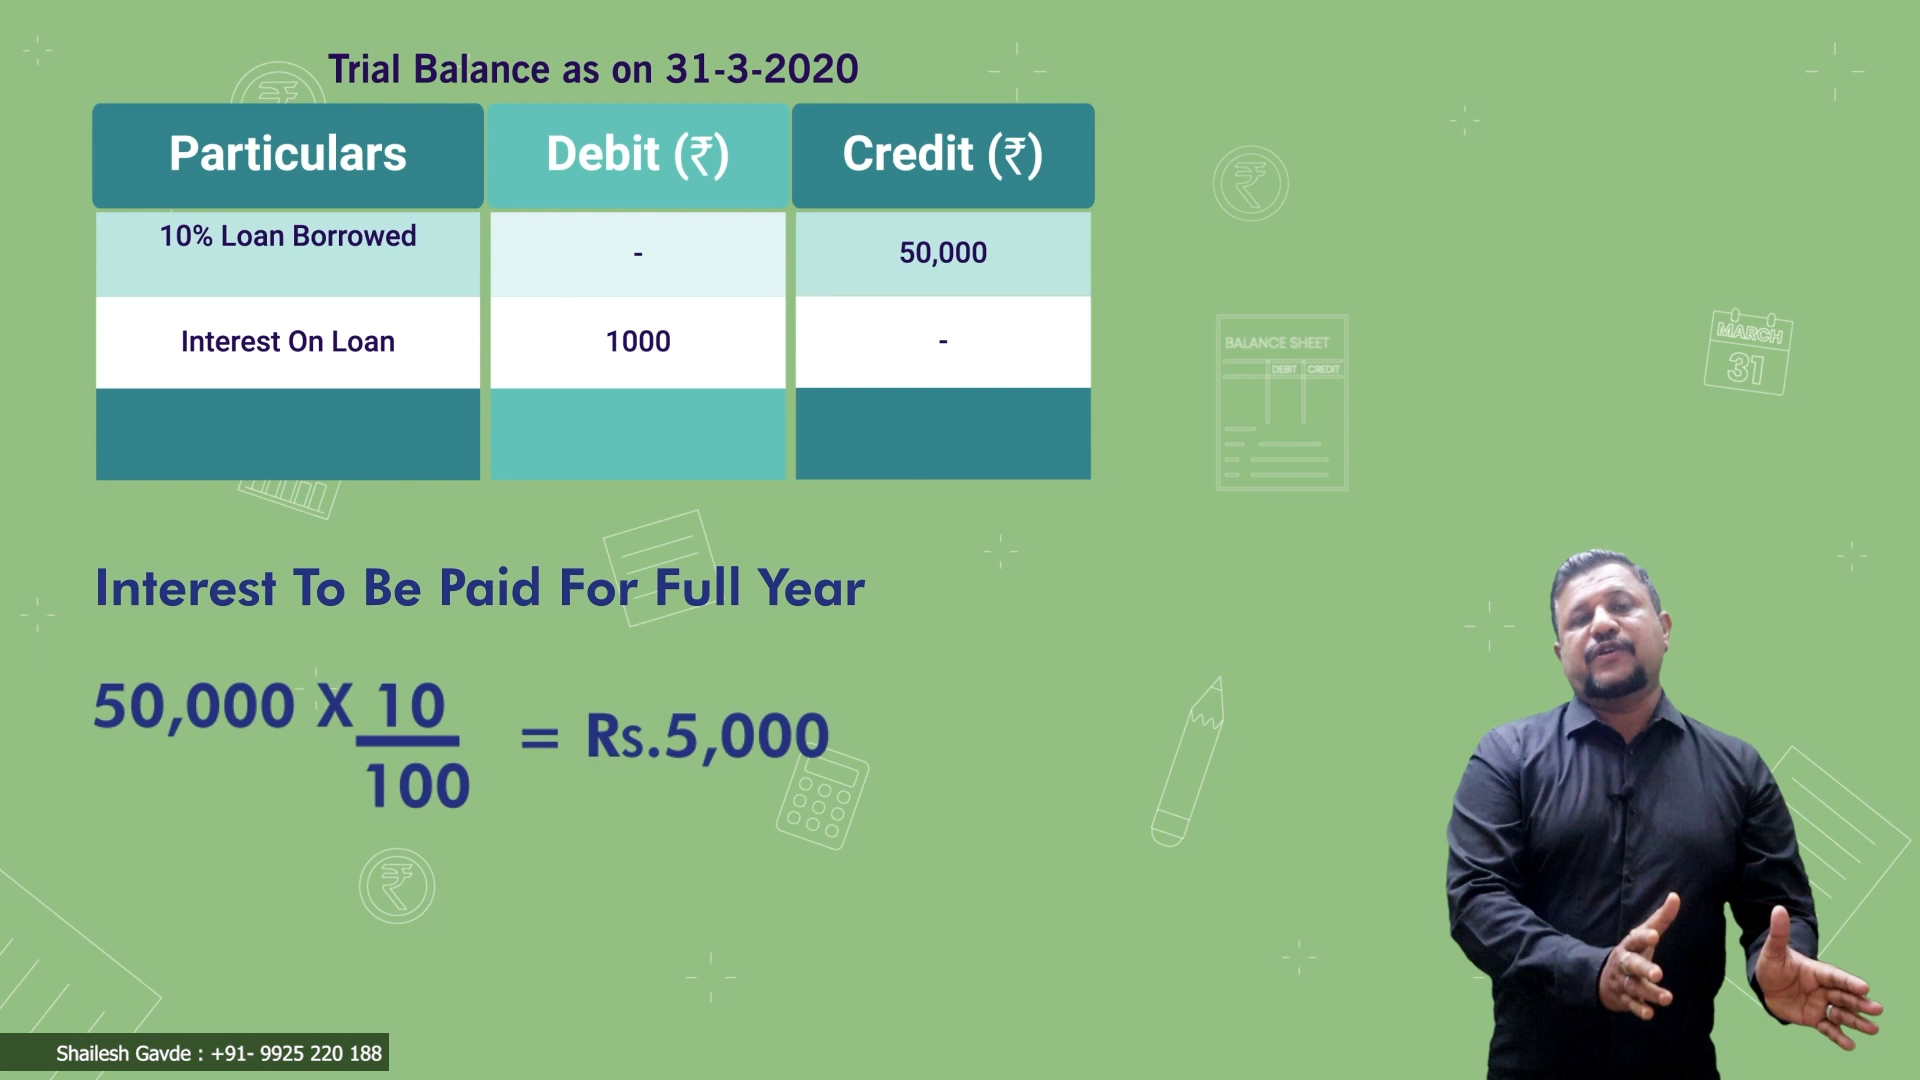 Trial Balance as on 31-3-2020
Particulars Debit (₹) Credit (₹)
10% Loan Borrowed - 50,000
Interest On Loan 1000 -
BALANCE SHEET
DEBIT CREDIT
MARCH
31
Interest To Be Paid For Full Year
50,000 X 10
= Rs.5,000
100
Shailesh Gavde : +91- 9925 220 188